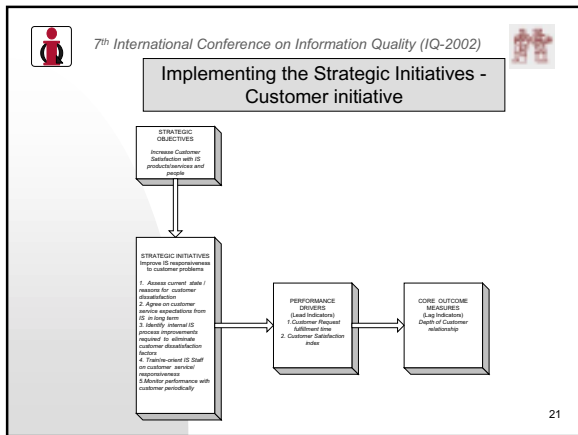 7th International Conference on Information Quality (IQ-2002)
Implementing the Strategic Initiatives -
Customer initiative
STRATEGIC
OBJECTIVES
Increase Customer
Satisfaction with IS
products/services and
people
STRATEGIC INITIATIVES
Improve IS responsiveness
to customer problems
1. Assess current state /
reasons for customer
dissatisfaction
2. Agree on customer
service expectations from
IS in long term
3. Identify internal IS
process improvements
required to eliminate
customer dissatisfaction
factors
4. Train/re-orient IS Staff
on customer service/
responsiveness
5.Monitor performance with
customer periodically
PERFORMANCE
DRIVERS
(Lead Indicators)
1.Customer Request
fulfillment time
2. Customer Satisfaction
index
CORE OUTCOME
MEASURES
(Lag Indicators)
Depth of Customer
relationship
21